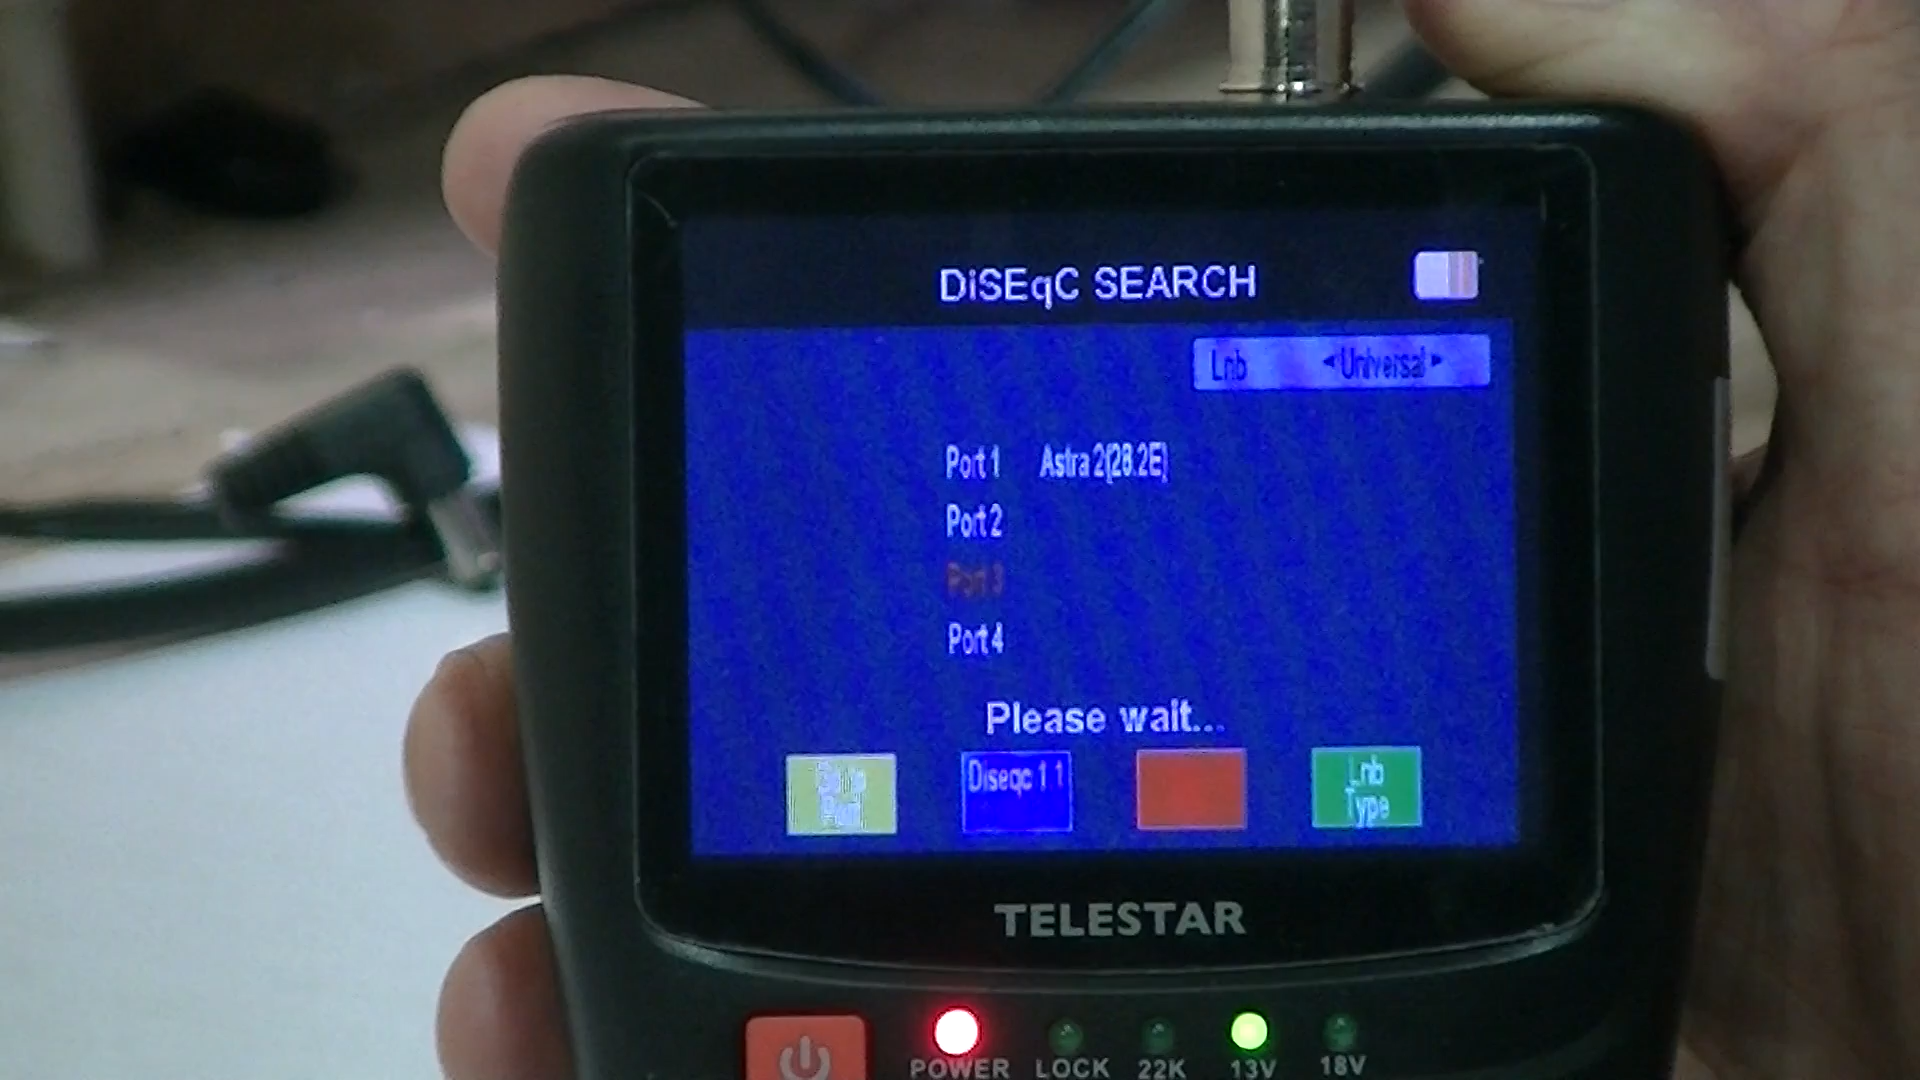 DiSEqC SEARCH
Lnb ◄Universal►
Port 1 Astra 2(28.2E)
Port 2
Port 3
Port 4
Please wait...
Diseqc 1.1
Lnb
Type
TELESTAR
POWER LOCK 22K 13V 18V